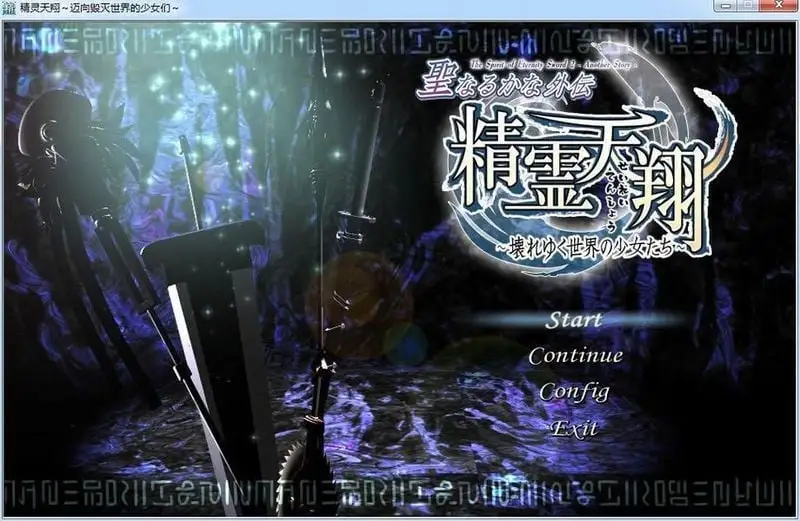 精灵天翔～迈向毁灭世界的少女们～
The Spirit of Eternity Sword 2 - Another Story -
聖なるかな外伝
精霊天翔
せいれい
てんしょう
～壊れゆく世界の少女たち～
Start
Continue
Config
Exit